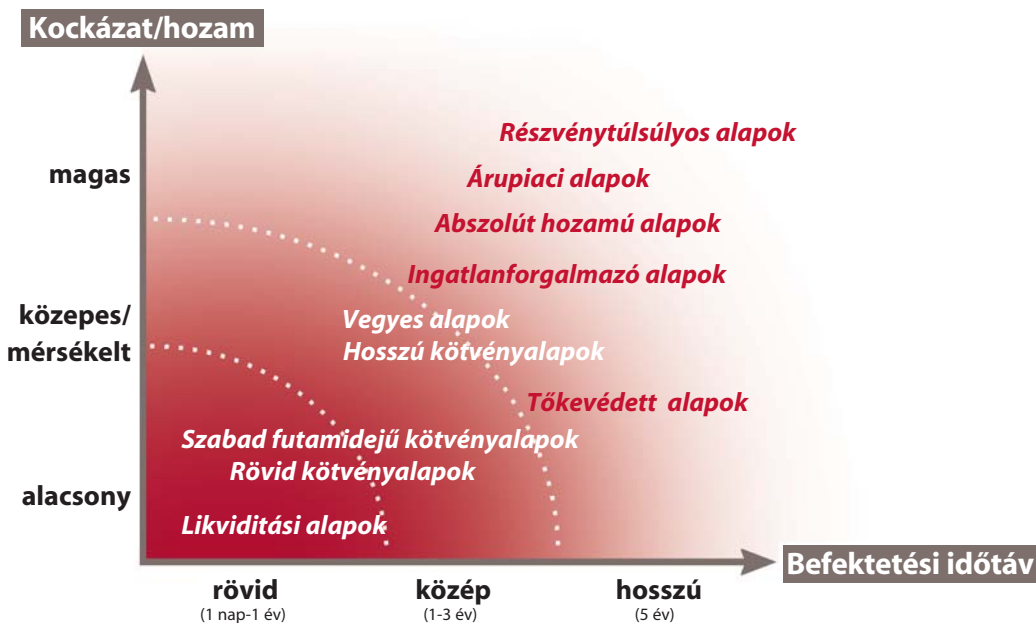 Kockázat/hozam
Részvénytúlsúlyos alapok
magas
Árupiaci alapok
Abszolút hozamú alapok
Ingatlanforgalmazó alapok
közepes/
mérsékelt
Vegyes alapok
Hosszú kötvényalapok
Tőkevédett alapok
Szabad futamidejű kötvényalapok
Rövid kötvényalapok
alacsony
Likviditási alapok
Befektetési időtáv
rövid
(1 nap-1 év)
közép
(1-3 év)
hosszú
(5 év)